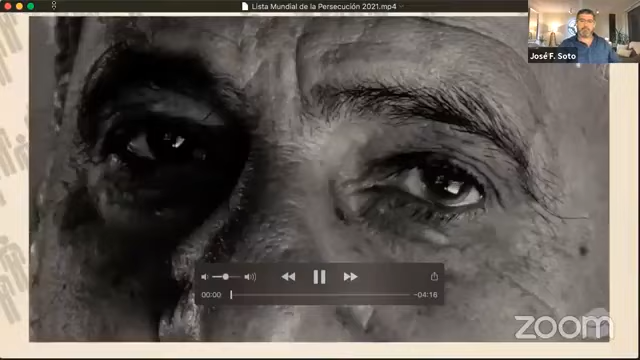 Lista Mundial de la Persecución 2021.mp4
José F. Soto
00:00
-04:16
zoom